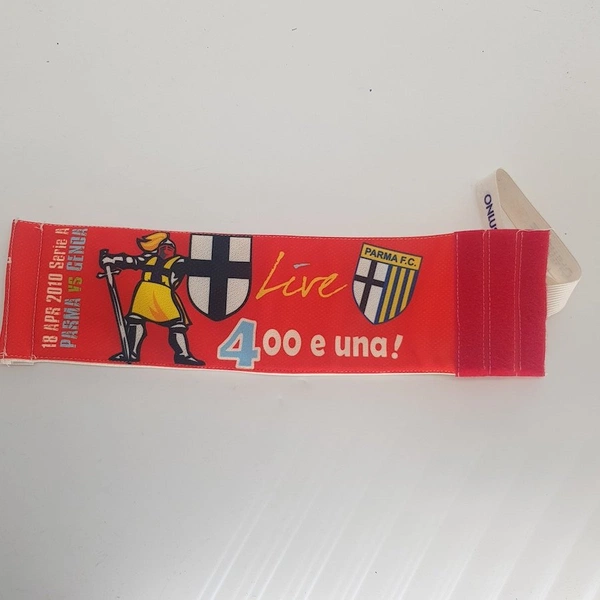 18 APR 2010 Serie A
PARMA VS GENOA
Live
PARMA F.C.
400 e una!